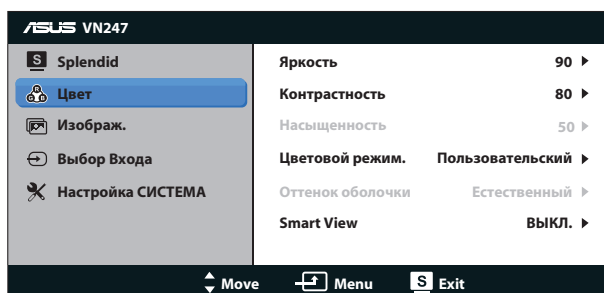 ASUS VN247
S Splendid
Цвет
Изображ.
Выбор Входа
Настройка СИСТЕМА
Яркость 90
Контрастность 80
Насыщенность 50
Цветовой режим. Пользовательский
Оттенок оболочки Естественный
Smart View ВЫКЛ.
Move Menu S Exit